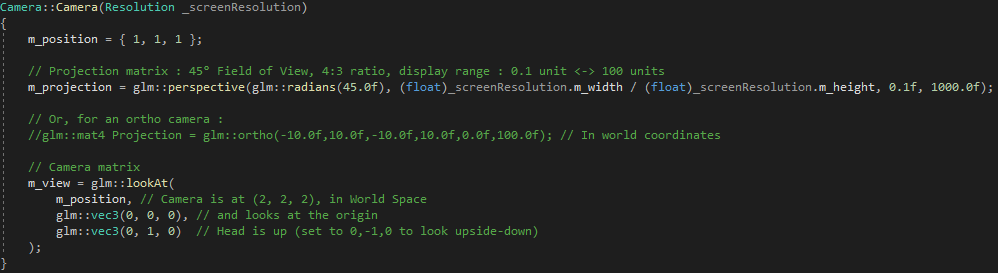 Camera::Camera(Resolution _screenResolution)
{
m_position = { 1, 1, 1 };
// Projection matrix : 45° Field of View, 4:3 ratio, display range : 0.1 unit <-> 100 units
m_projection = glm::perspective(glm::radians(45.0f), (float)_screenResolution.m_width / (float)_screenResolution.m_height, 0.1f, 1000.0f);
// Or, for an ortho camera :
//glm::mat4 Projection = glm::ortho(-10.0f,10.0f,-10.0f,10.0f,0.0f,100.0f); // In world coordinates
// Camera matrix
m_view = glm::lookAt(
m_position, // Camera is at (2, 2, 2), in World Space
glm::vec3(0, 0, 0), // and looks at the origin
glm::vec3(0, 1, 0)  // Head is up (set to 0,-1,0 to look upside-down)
);
}